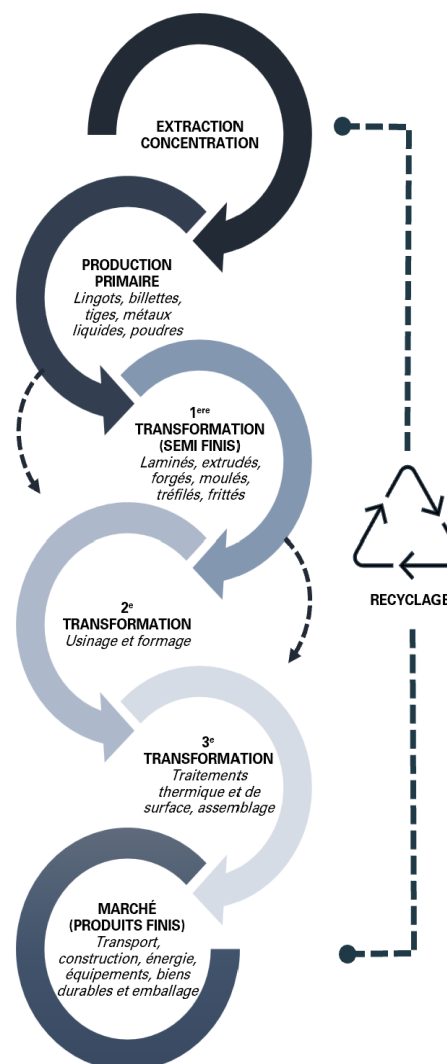 EXTRACTION
CONCENTRATION
PRODUCTION
PRIMAIRE
Lingots, billettes,
tiges, métaux
liquides, poudres
1ere
TRANSFORMATION
(SEMI FINIS)
Laminés, extrudés,
forgés, moulés,
tréfilés, frittés
RECYCLAGE
2e
TRANSFORMATION
Usinage et formage
3e
TRANSFORMATION
Traitements
thermique et de
surface, assemblage
MARCHÉ
(PRODUITS FINIS)
Transport,
construction, énergie,
équipements, biens
durables et emballage